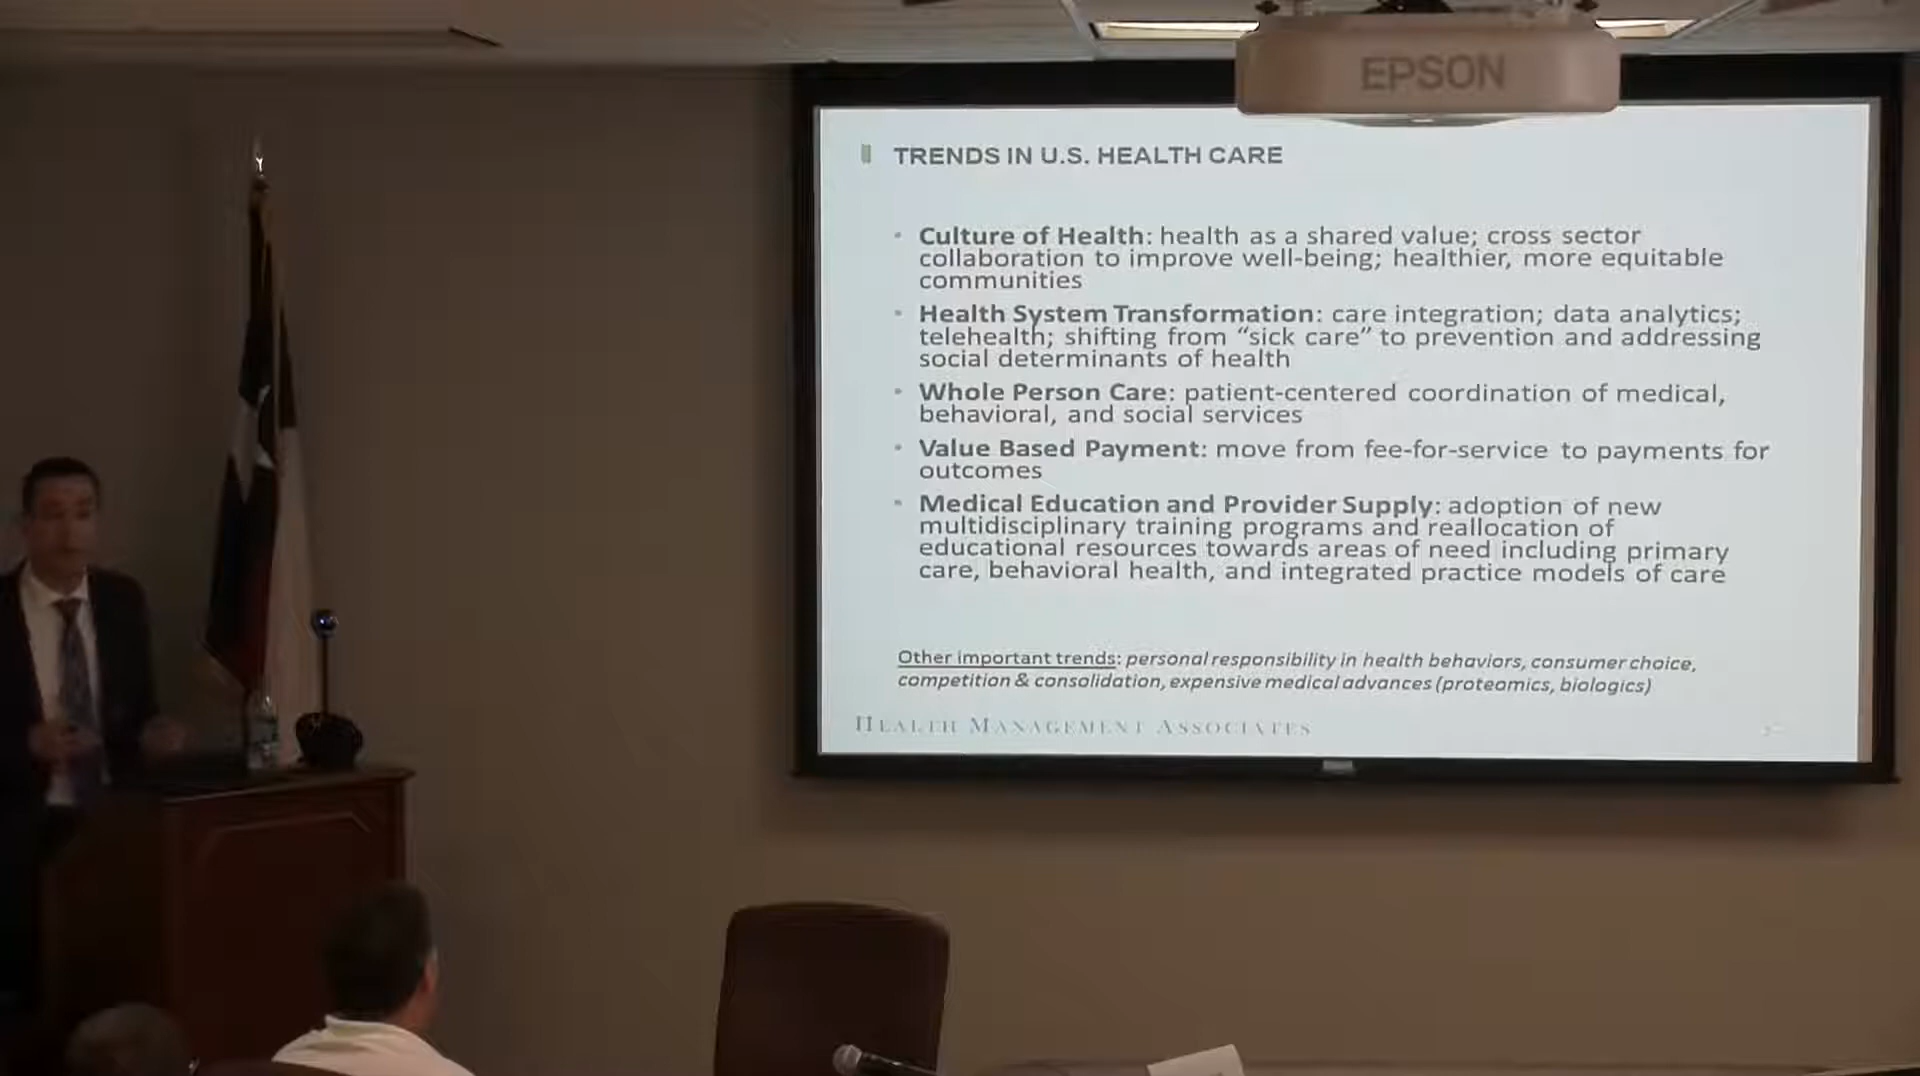 EPSON
TRENDS IN U.S. HEALTH CARE
• Culture of Health: health as a shared value; cross sector
collaboration to improve well-being; healthier, more equitable
communities
• Health System Transformation: care integration; data analytics;
telehealth; shifting from “sick care” to prevention and addressing
social determinants of health
• Whole Person Care: patient-centered coordination of medical,
behavioral, and social services
• Value Based Payment: move from fee-for-service to payments for
outcomes
• Medical Education and Provider Supply: adoption of new
multidisciplinary training programs and reallocation of
educational resources towards areas of need including primary
care, behavioral health, and integrated practice models of care
Other important trends: personal responsibility in health behaviors, consumer choice,
competition & consolidation, expensive medical advances (proteomics, biologics)
HEALTH MANAGEMENT ASSOCIATES